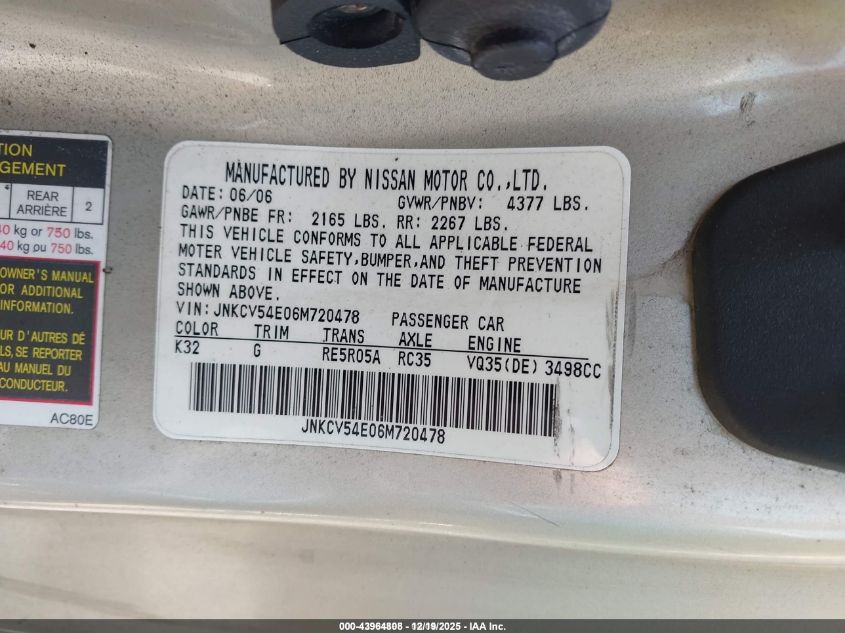 TION
GEMENT
REAR
ARRIÈRE
2
40 kg or 750 lbs.
40 kg ou 750 lbs.
OWNER'S MANUAL
OR ADDITIONAL
INFORMATION.
UR D'AUTRES
LS, SE REPORTER
AU MANUEL DU
CONDUCTEUR.
AC80E
MANUFACTURED BY NISSAN MOTOR CO.,LTD.
DATE: 06/06 GVWR/PNBV: 4377 LBS.
GAWR/PNBE FR: 2165 LBS. RR: 2267 LBS.
THIS VEHICLE CONFORMS TO ALL APPLICABLE FEDERAL
MOTOR VEHICLE SAFETY,BUMPER,AND THEFT PREVENTION
STANDARDS IN EFFECT ON THE DATE OF MANUFACTURE
SHOWN ABOVE.
VIN:JNKCV54E06M720478 PASSENGER CAR
COLOR TRIM TRANS AXLE ENGINE
K32 G RE5R05A RC35 VQ35(DE) 3498CC
JNKCV54E06M720478
000-43964808 - 12/19/2025 - IAA Inc.